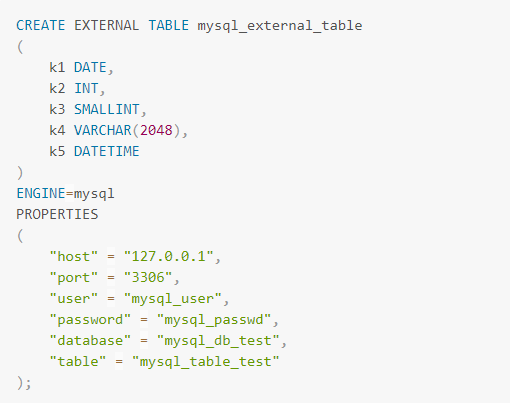 CREATE EXTERNAL TABLE mysql_external_table
(
    k1 DATE,
    k2 INT,
    k3 SMALLINT,
    k4 VARCHAR(2048),
    k5 DATETIME
)
ENGINE=mysql
PROPERTIES
(
    "host" = "127.0.0.1",
    "port" = "3306",
    "user" = "mysql_user",
    "password" = "mysql_passwd",
    "database" = "mysql_db_test",
    "table" = "mysql_table_test"
);